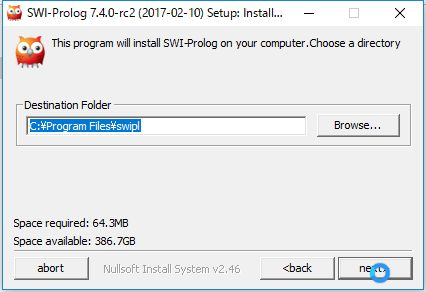 SWI-Prolog 7.4.0-rc2 (2017-02-10) Setup: Install...
This program will install SWI-Prolog on your computer.Choose a directory
Destination Folder
C:¥Program Files¥swipl
Browse...
Space required: 64.3MB
Space available: 386.7GB
abort
Nullsoft Install System v2.46
<back
next